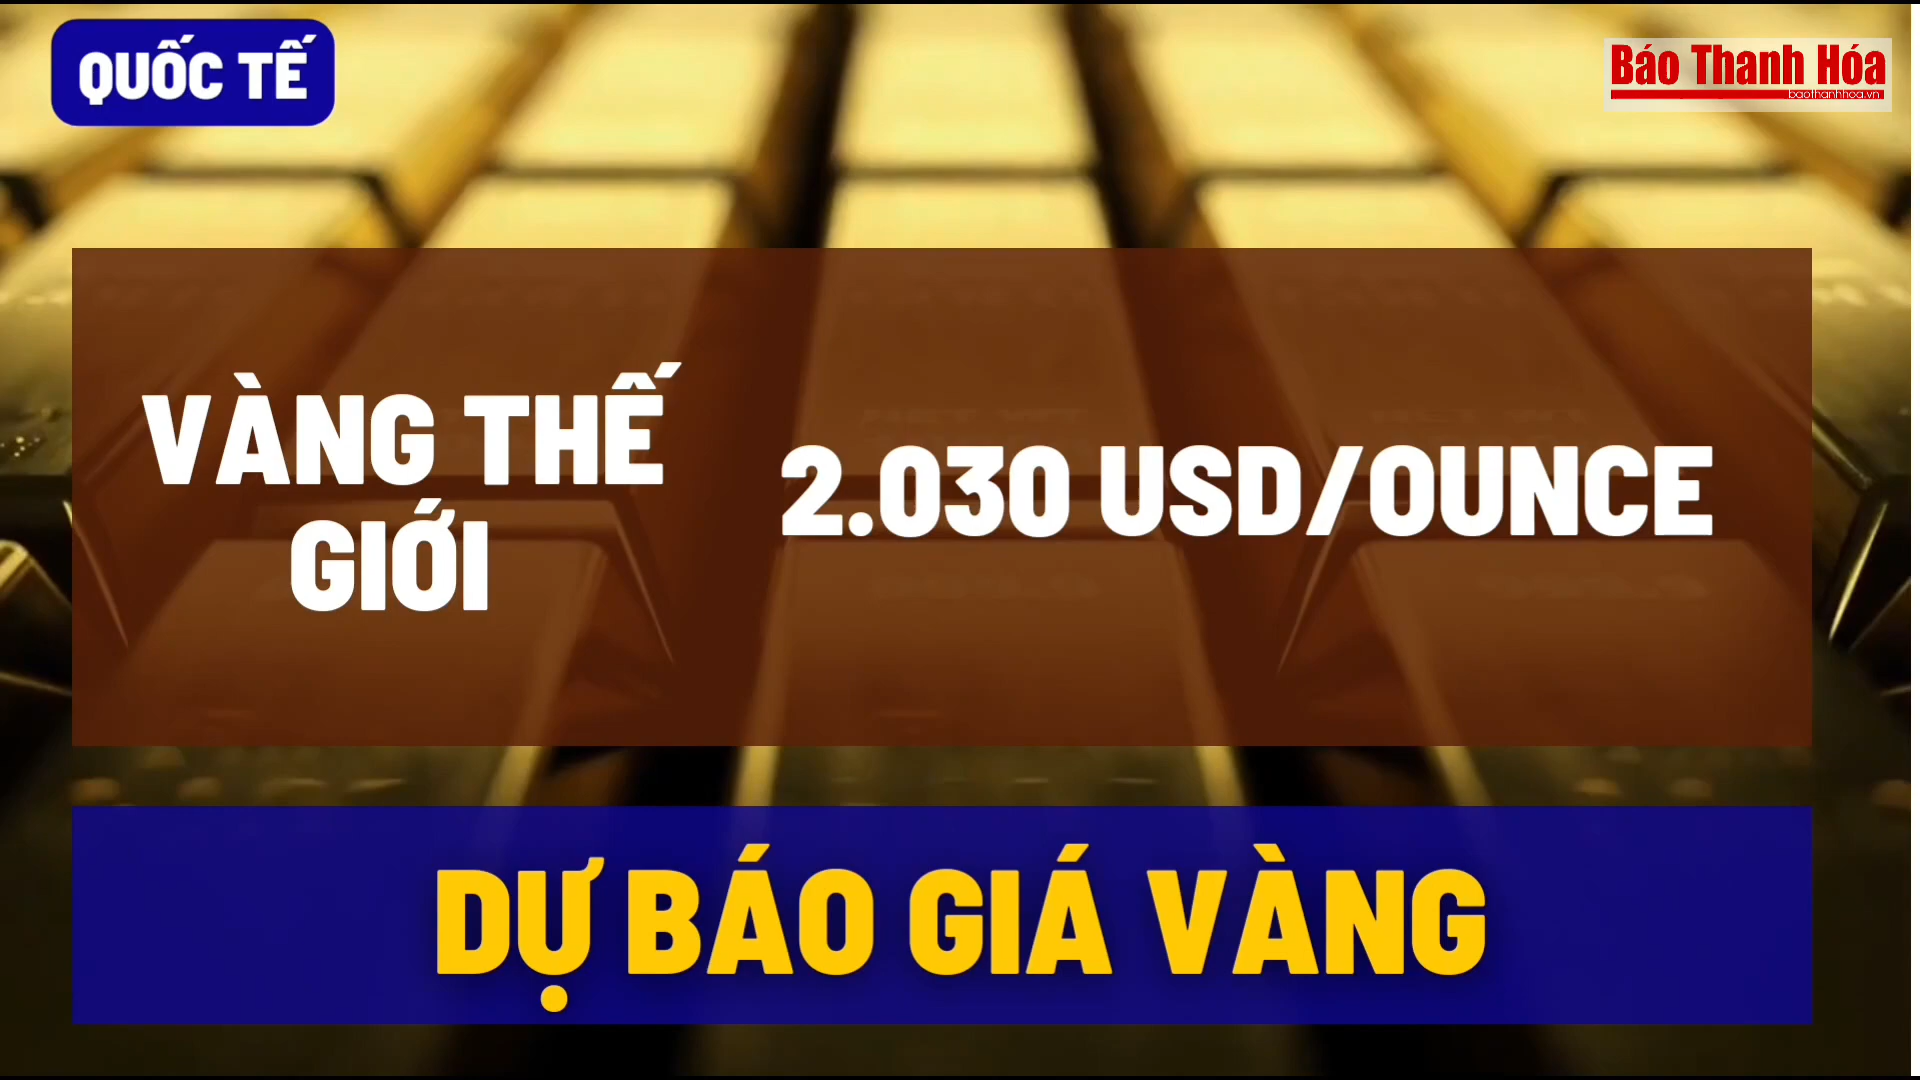 QUỐC TẾ
Báo Thanh Hóa
baothanhhoa.vn
VÀNG THẾ
GIỚI
2.030 USD/OUNCE
DỰ BÁO GIÁ VÀNG